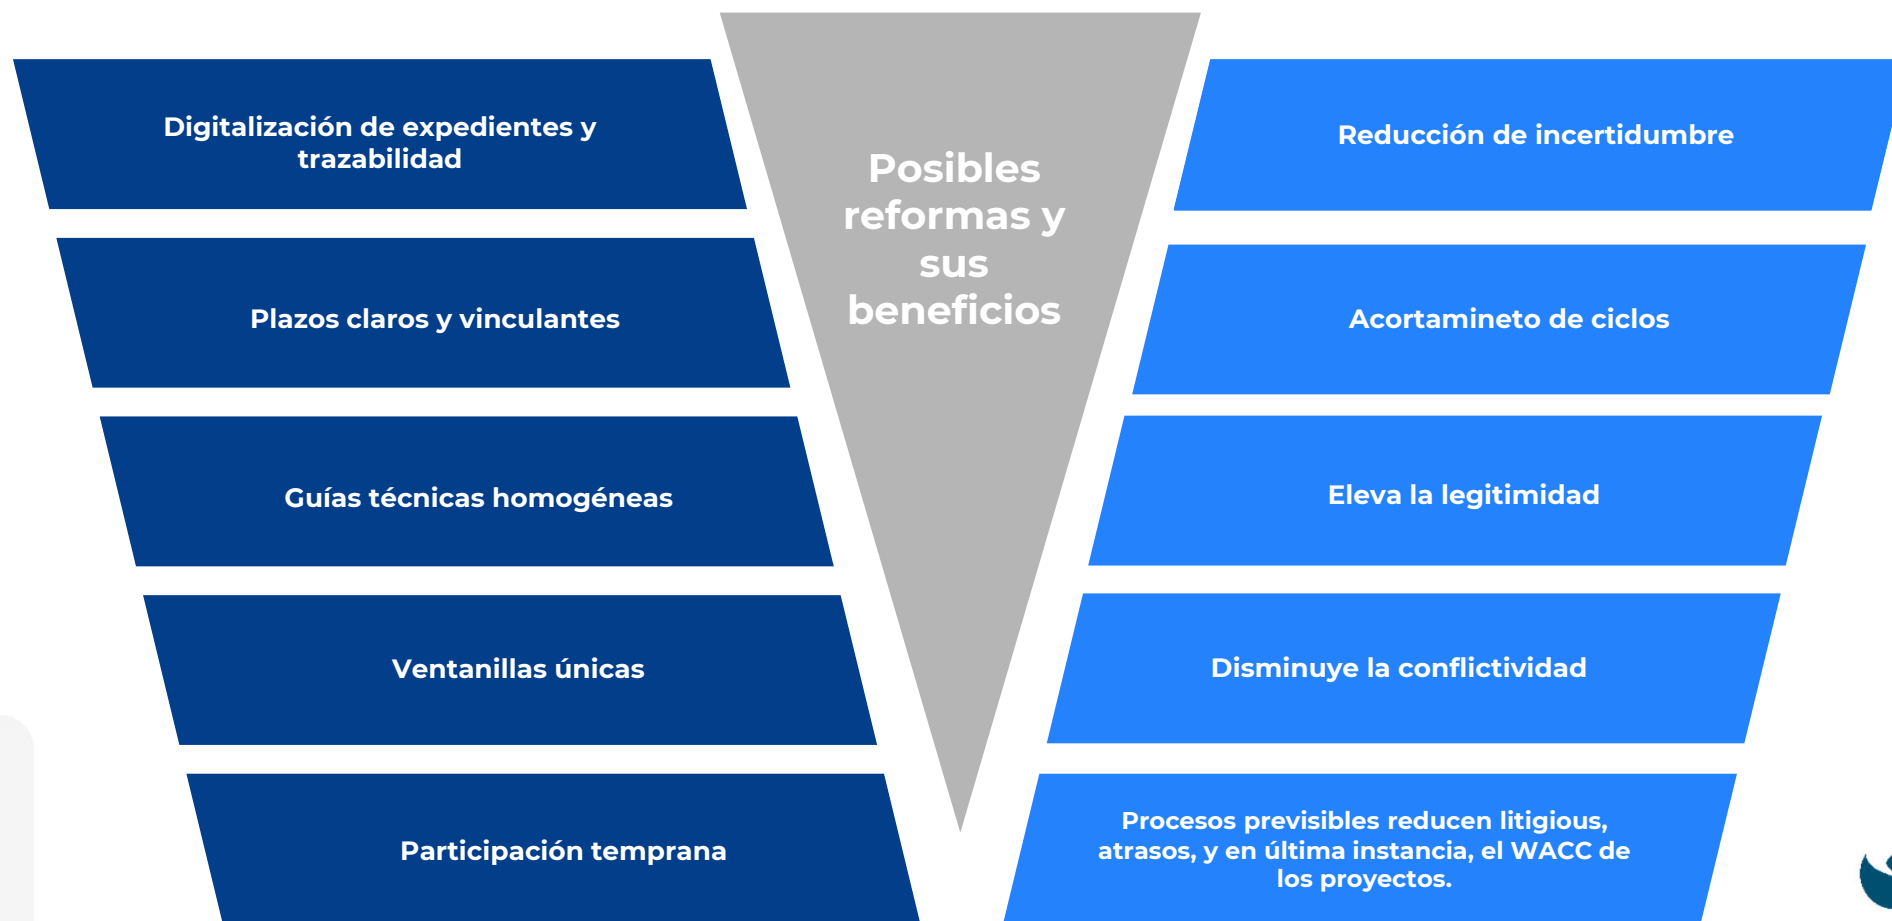 Digitalización de expedientes y
trazabilidad
Plazos claros y vinculantes
Guías técnicas homogéneas
Ventanillas únicas
Participación temprana
Posibles
reformas y
sus
beneficios
Reducción de incertidumbre
Acortamineto de ciclos
Eleva la legitimidad
Disminuye la conflictividad
Procesos previsibles reducen litigious,
atrasos, y en última instancia, el WACC de
los proyectos.